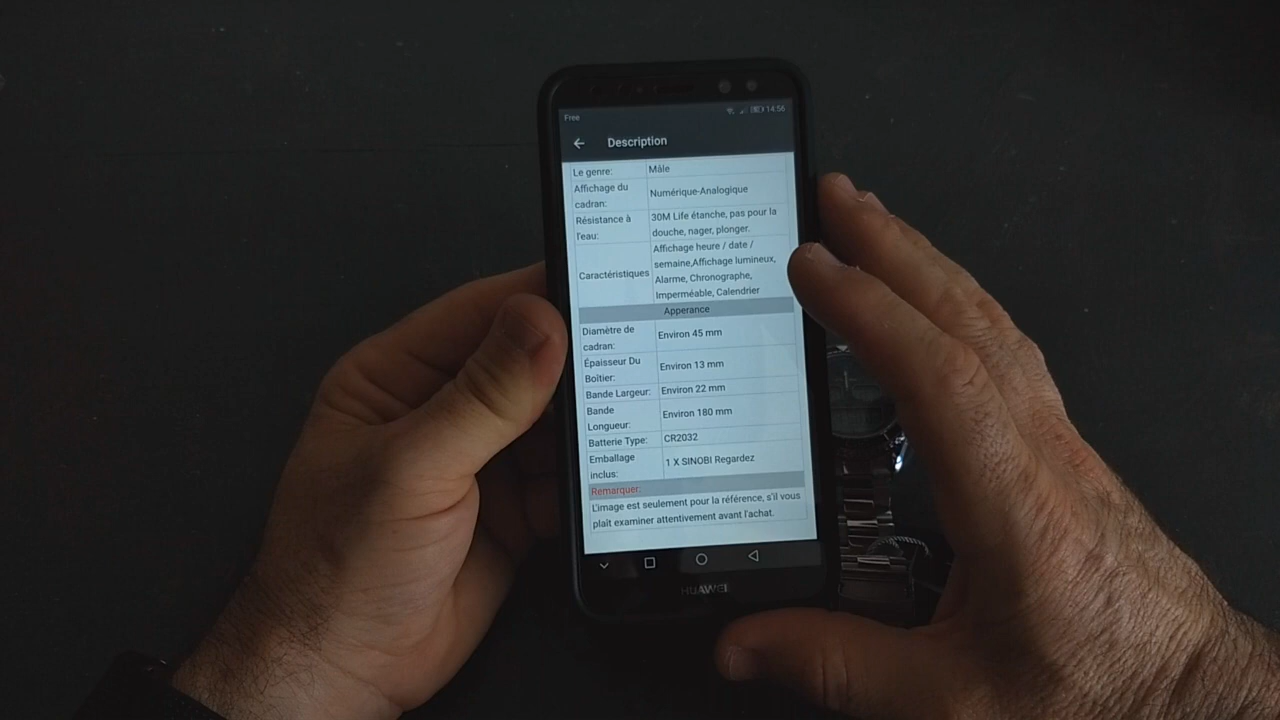 Free
14:56
Description
Le genre:
Mâle
Affichage du
cadran:
Numérique-Analogique
Résistance à
l'eau:
30M Life étanche, pas pour la
douche, nager, plonger.
Caractéristiques
Affichage heure / date /
semaine,Affichage lumineux,
Alarme, Chronographe,
Imperméable, Calendrier
Apperance
Diamètre de
cadran:
Environ 45 mm
Épaisseur Du
Boîtier:
Environ 13 mm
Bande Largeur:
Environ 22 mm
Bande
Longueur:
Environ 180 mm
Batterie Type:
CR2032
Emballage
inclus:
1 X SINOBI Regardez
Remarquer:
L'image est seulement pour la référence, s'il vous
plaît examiner attentivement avant l'achat.
HUAWEI